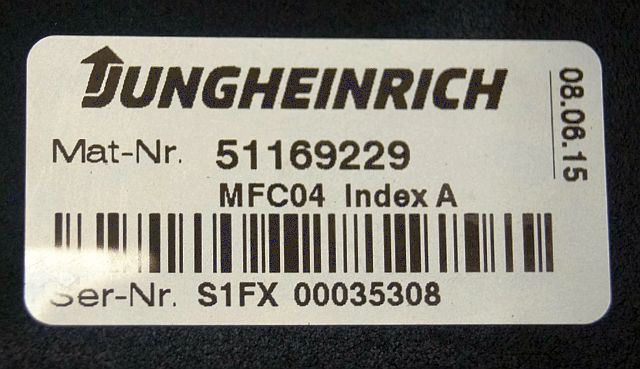 JUNGHEINRICH
Mat-Nr. 51169229
MFC04 Index A
Ser-Nr. S1FX 00035308
08.06.15